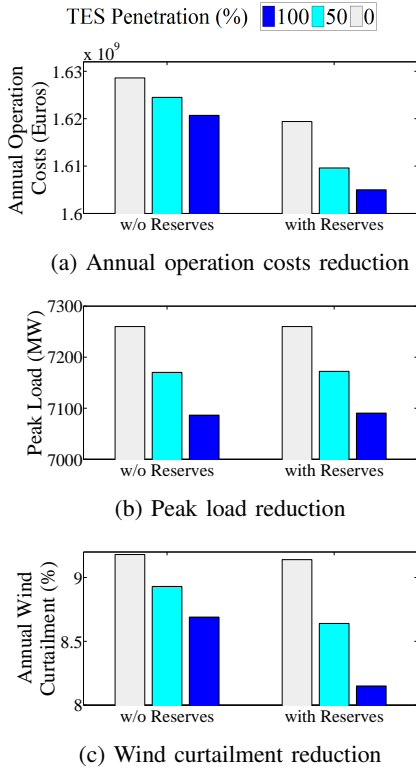 TES Penetration (%) 100 50 0
x 10^9
Annual Operation
Costs (Euros)
1.63
1.62
1.61
1.6
w/o Reserves with Reserves
(a) Annual operation costs reduction
Peak Load (MW)
7300
7200
7100
7000
w/o Reserves with Reserves
(b) Peak load reduction
Annual Wind
Curtailment (%)
9
8.5
8
w/o Reserves with Reserves
(c) Wind curtailment reduction